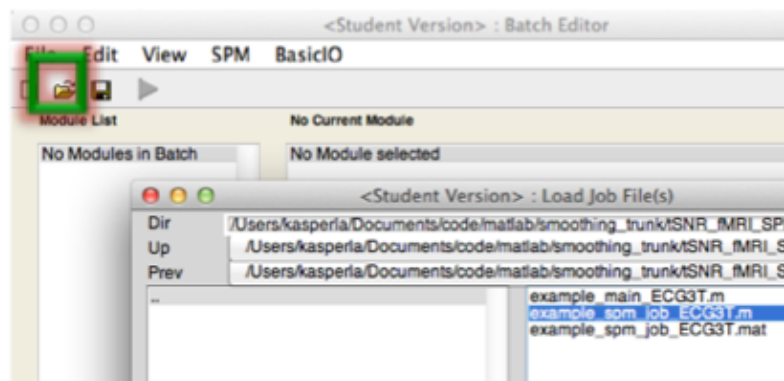 <Student Version> : Batch Editor
File Edit View SPM BasicIO
Module List No Current Module
No Modules in Batch No Module selected
<Student Version> : Load Job File(s)
Dir /Users/kasperla/Documents/code/matlab/smoothing_trunk/tSNR_fMRI_SP
Up /Users/kasperla/Documents/code/matlab/smoothing_trunk/tSNR_fMRI_S
Prev /Users/kasperla/Documents/code/matlab/smoothing_trunk/tSNR_fMRI_S
.. example_main_ECG3T.m
example_spm_job_ECG3T.m
example_spm_job_ECG3T.mat